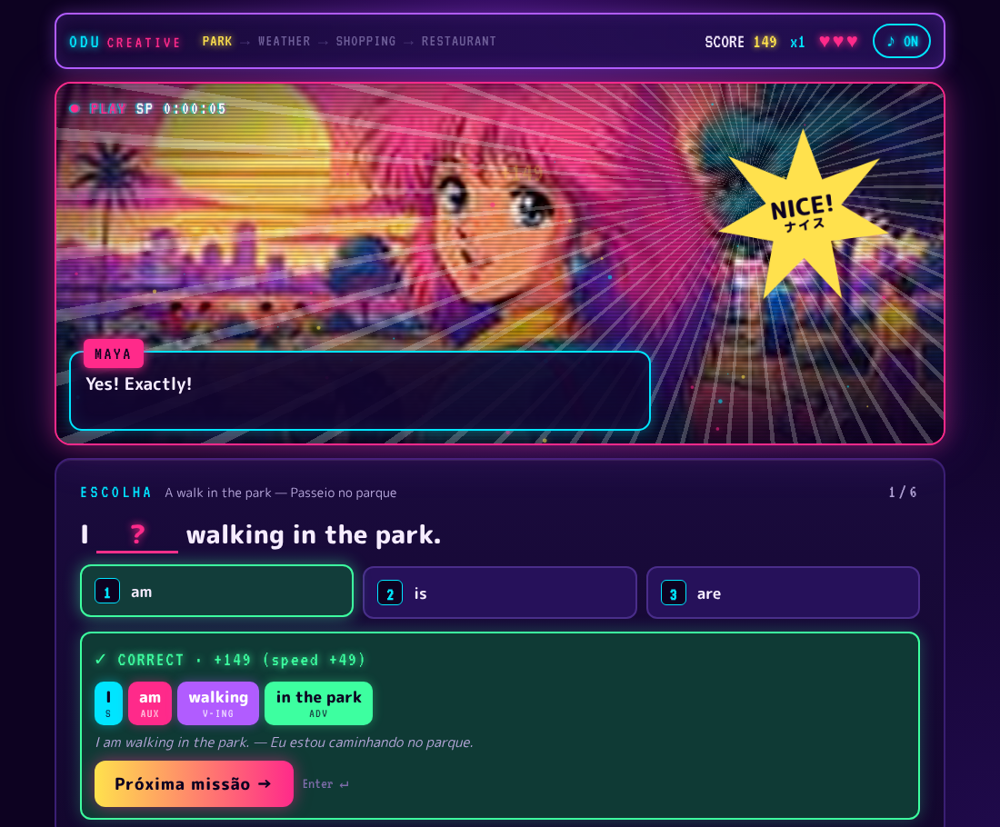 ODU CREATIVE PARK → WEATHER → SHOPPING → RESTAURANT SCORE 149 x1 ♥♥♥ ♪ ON
PLAY SP 0:00:05
NICE!
ナイス
MAYA
Yes! Exactly!
ESCOLHA A walk in the park — Passeio no parque 1/6
I ? walking in the park.
1 am 2 is 3 are
✓ CORRECT · +149 (speed +49)
I am walking in the park
S AUX V-ING ADV
I am walking in the park. — Eu estou caminhando no parque.
Próxima missão → Enter ↵